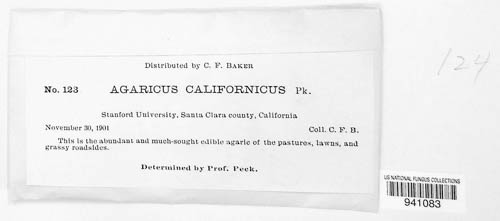 Distributed by C. F. BAKER
No. 123 AGARICUS CALIFORNICUS Pk.
Stanford University, Santa Clara county, California
November 30, 1901 Coll. C. F. B.
This is the abundant and much-sought edible agaric of the pastures, lawns, and
grassy roadsides.
Determined by Prof. Peck.
124
US NATIONAL FUNGUS COLLECTIONS
941083